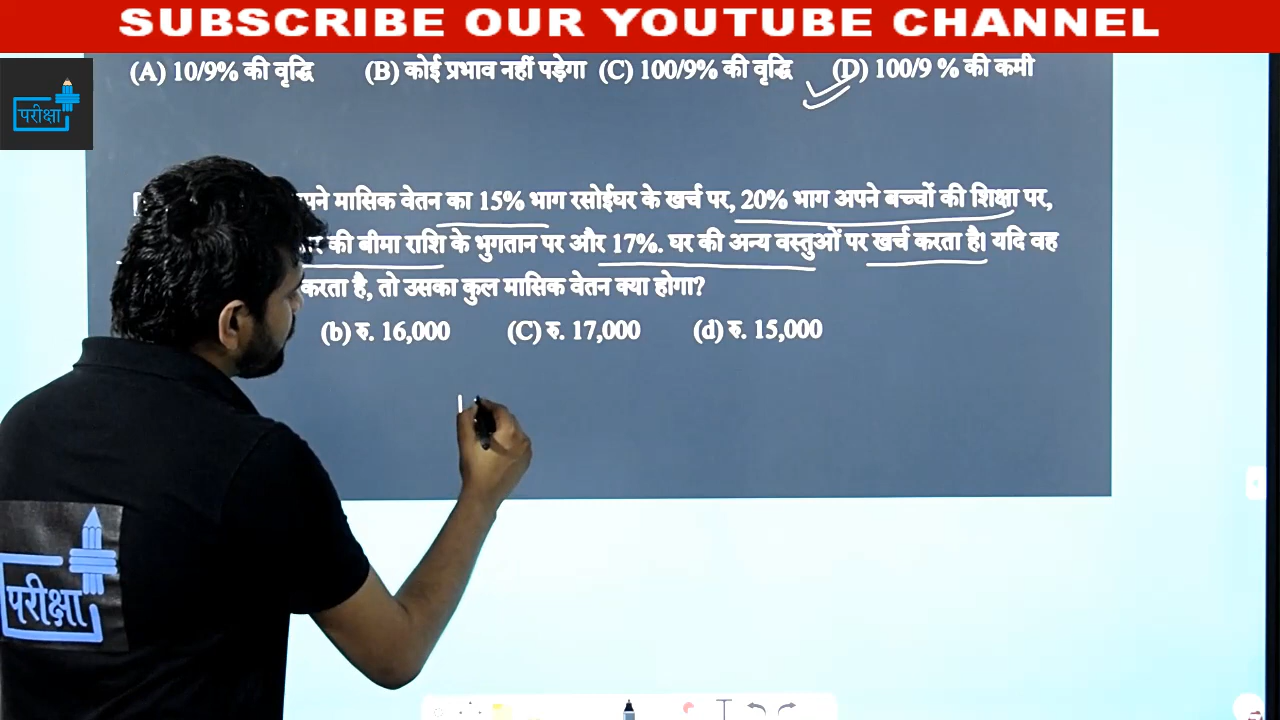 SUBSCRIBE OUR YOUTUBE CHANNEL
(A) 10/9% की वृद्धि (B) कोई प्रभाव नहीं पड़ेगा (C) 100/9% की वृद्धि (D) 100/9 % की कमी
परीक्षा
मासिक वेतन का 15% भाग रसोईघर के खर्च पर, 20% भाग अपने बच्चों की शिक्षा पर,
की बीमा राशि के भुगतान पर और 17%. घर की अन्य वस्तुओं पर खर्च करता है। यदि वह
करता है, तो उसका कुल मासिक वेतन क्या होगा?
(b) रु. 16,000 (C) रु. 17,000 (d) रु. 15,000
परीक्षा